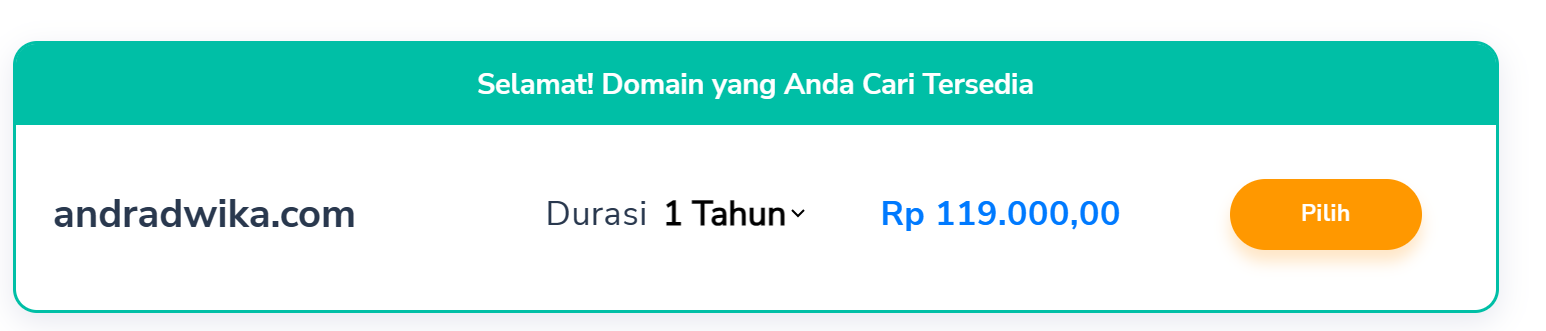 Selamat! Domain yang Anda Cari Tersedia
andradwika.com Durasi 1 Tahun Rp 119.000,00 Pilih